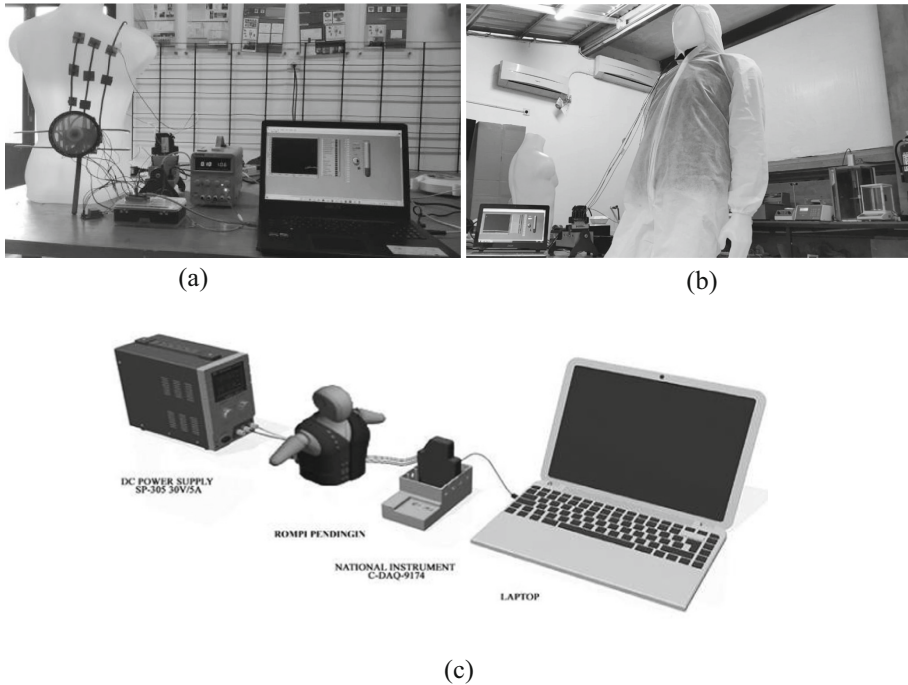 (a)
(b)
DC POWER SUPPLY
SP-305 30V/5A
ROMPI PENDINGIN
NATIONAL INSTRUMENT
C-DAQ-9174
LAPTOP
(c)